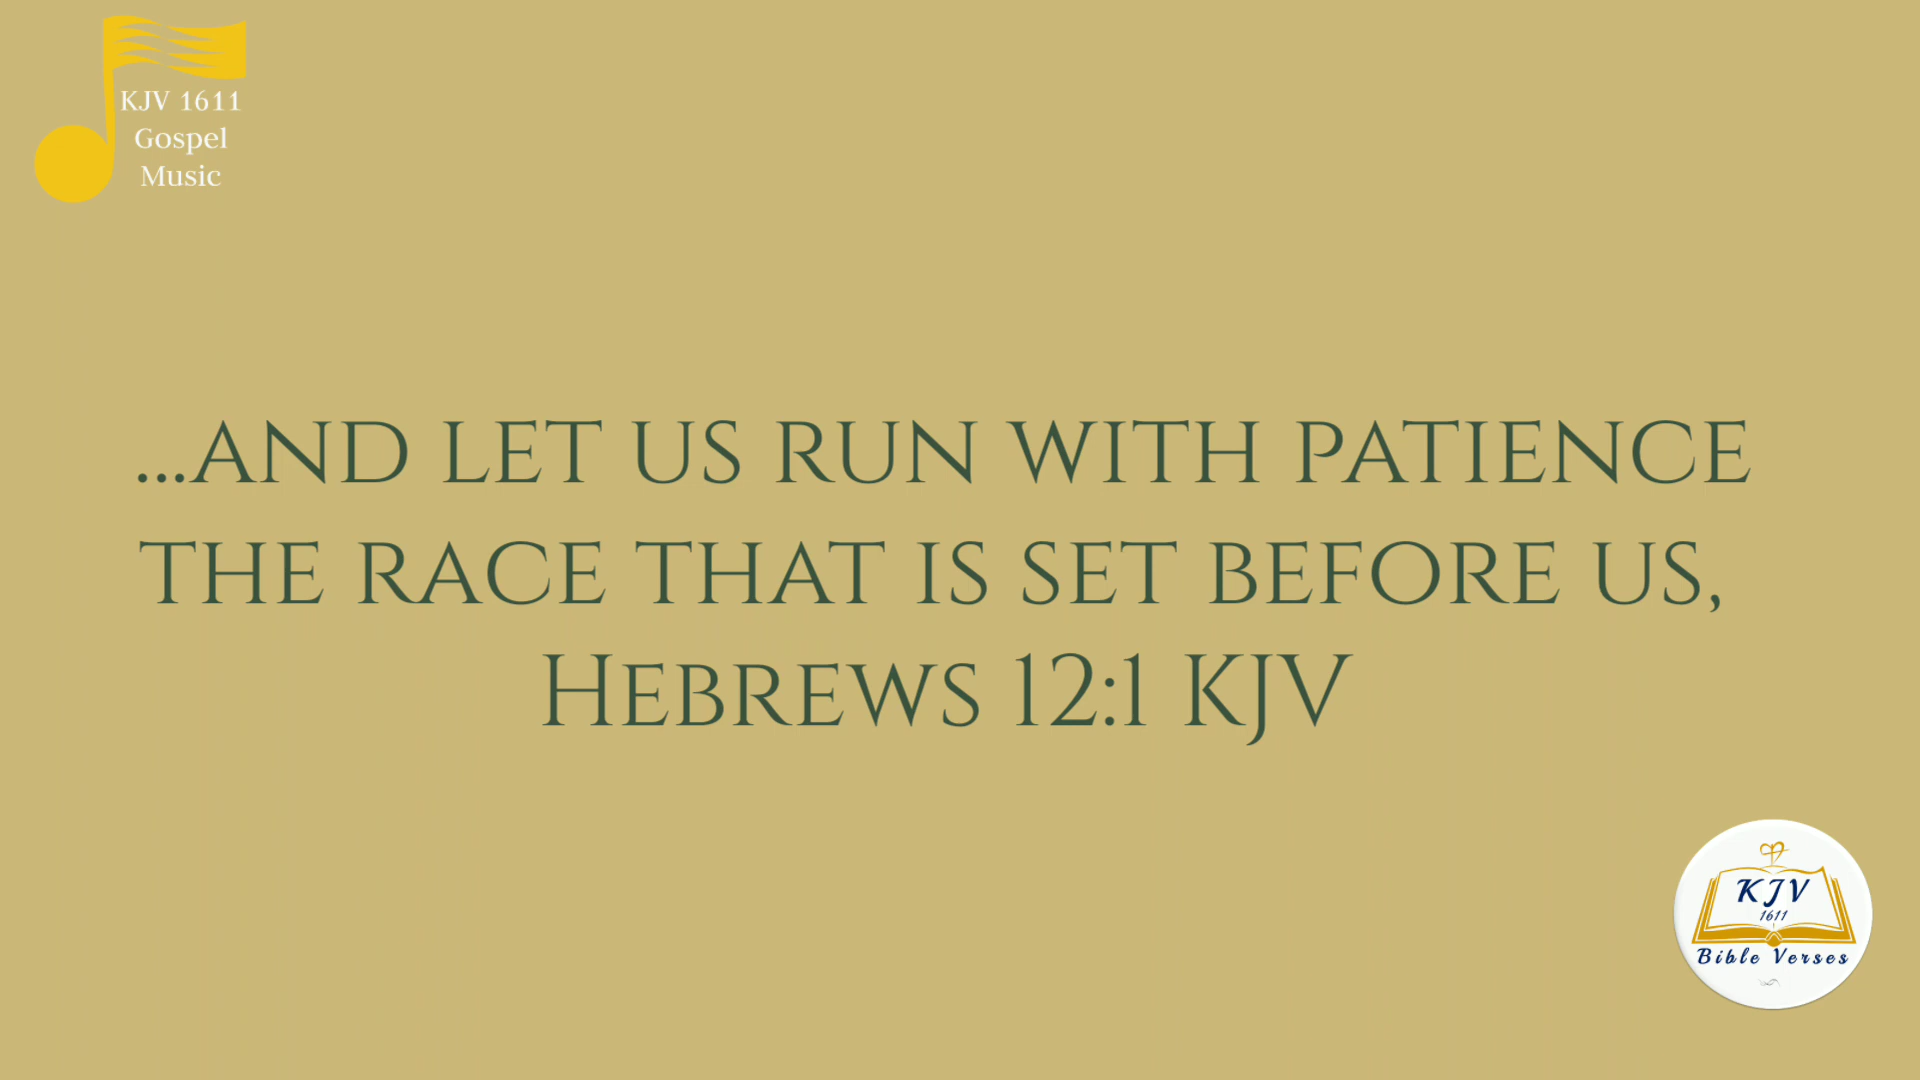 KJV 1611
Gospel
Music
...and let us run with patience
the race that is set before us,
Hebrews 12:1 KJV
KJV
1611
Bible Verses